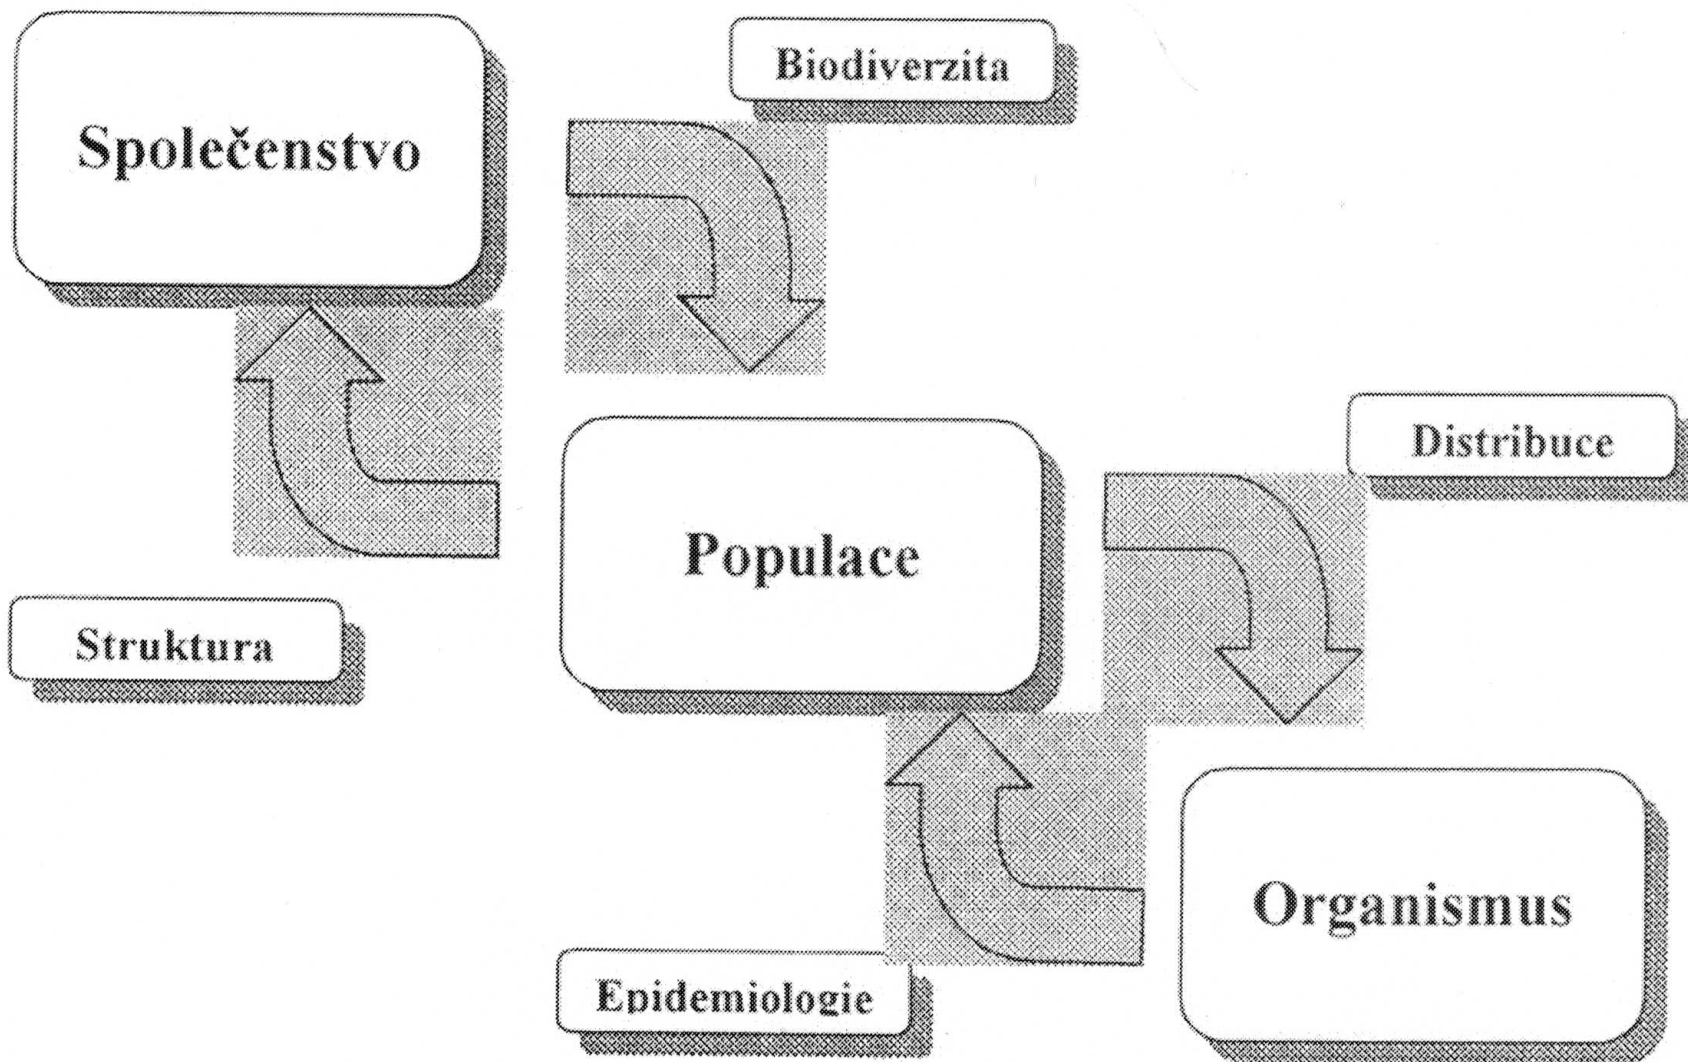 Biodiverzita
Společenstvo
Distribuce
Populace
Struktura
Organismus
Epidemiologie